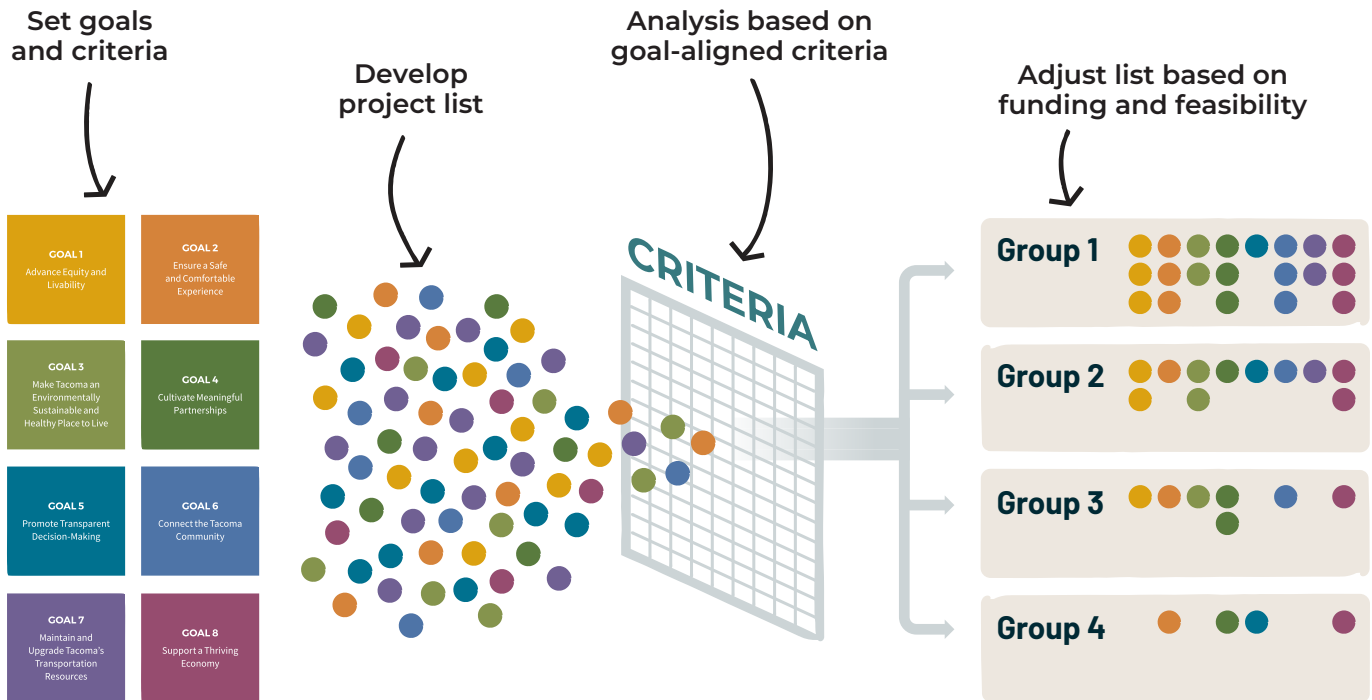 Set goals
and criteria
Develop
project list
Analysis based on
goal-aligned criteria
Adjust list based on
funding and feasibility
GOAL 1
Advance Equity and
Livability
GOAL 2
Ensure a Safe
and Comfortable
Experience
GOAL 3
Make Tacoma an
Environmentally
Sustainable and
Healthy Place to Live
GOAL 4
Cultivate Meaningful
Partnerships
GOAL 5
Promote Transparent
Decision-Making
GOAL 6
Connect the Tacoma
Community
GOAL 7
Maintain and
Upgrade Tacoma's
Transportation
Resources
GOAL 8
Support a Thriving
Economy
CRITERIA
Group 1
Group 2
Group 3
Group 4